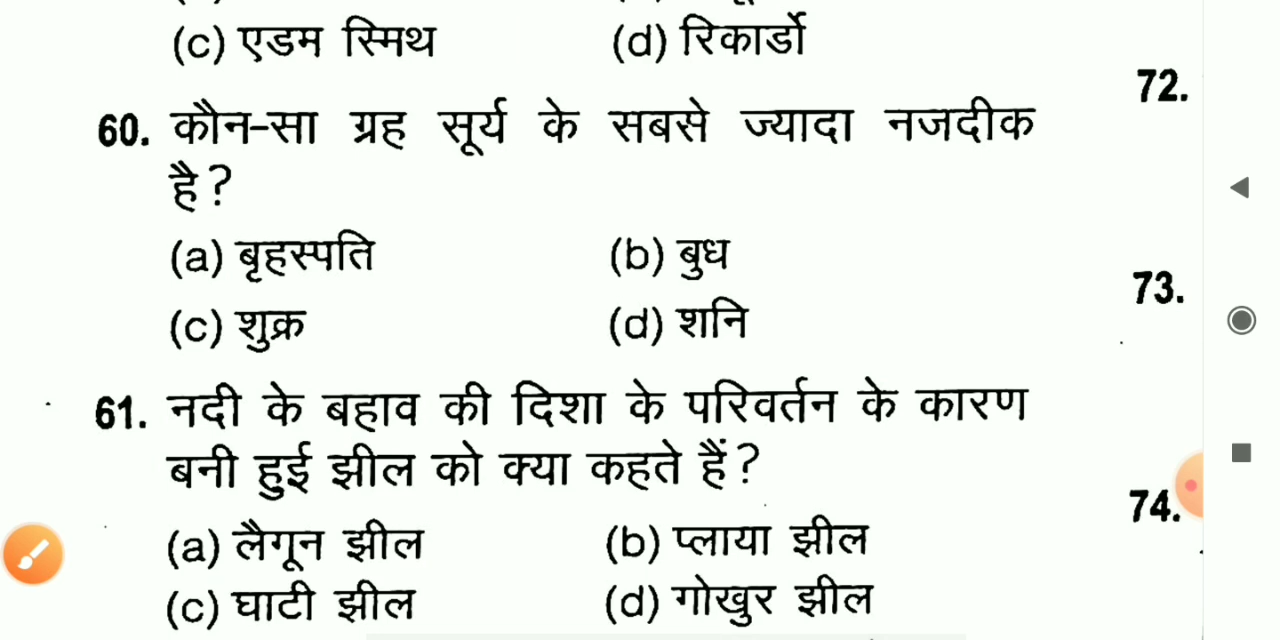 (c) एडम स्मिथ (d) रिकार्डो
60. कौन-सा ग्रह सूर्य के सबसे ज्यादा नजदीक
है?
(a) बृहस्पति (b) बुध
(c) शुक्र (d) शनि
61. नदी के बहाव की दिशा के परिवर्तन के कारण
बनी हुई झील को क्या कहते हैं?
(a) लैगून झील (b) प्लाया झील
(c) घाटी झील (d) गोखुर झील
72.
73.
74.